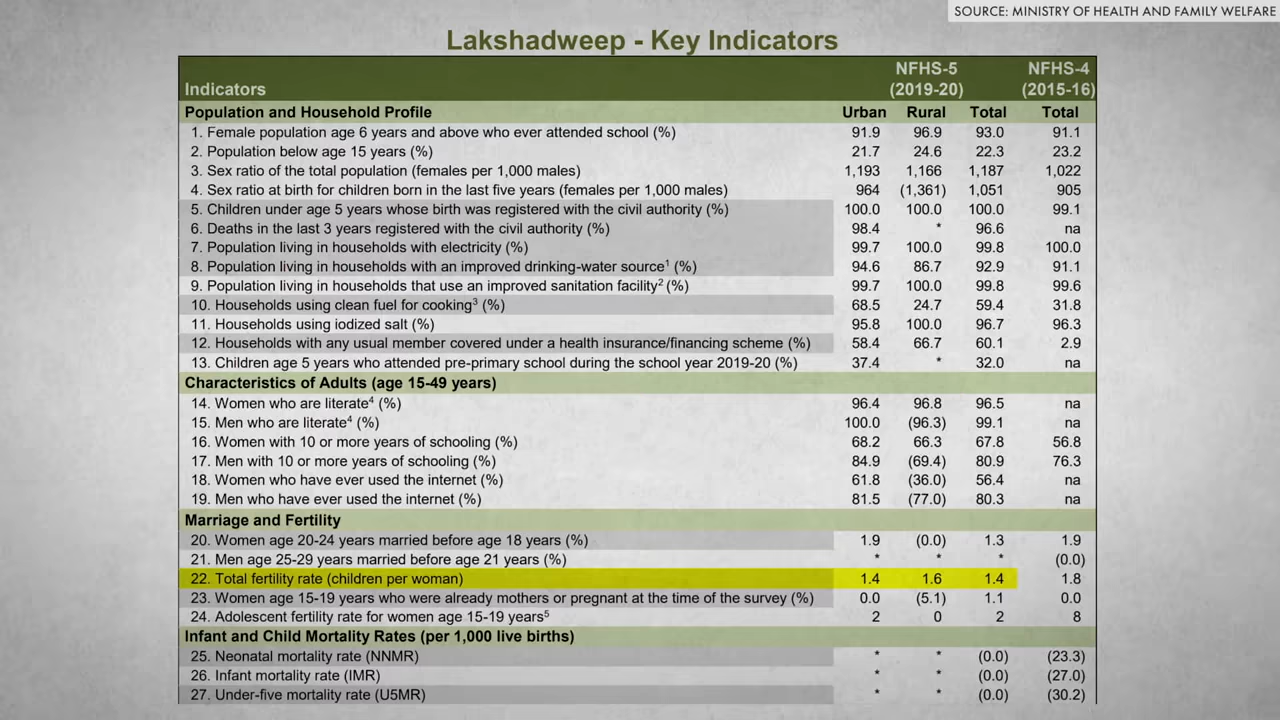 SOURCE: MINISTRY OF HEALTH AND FAMILY WELFARE
Lakshadweep - Key Indicators
NFHS-5 NFHS-4
Indicators (2019-20) (2015-16)
Population and Household Profile Urban Rural Total Total
1. Female population age 6 years and above who ever attended school (%) 91.9 96.9 93.0 91.1
2. Population below age 15 years (%) 21.7 24.6 22.3 23.2
3. Sex ratio of the total population (females per 1,000 males) 1,193 1,166 1,187 1,022
4. Sex ratio at birth for children born in the last five years (females per 1,000 males) 964 (1,361) 1,051 905
5. Children under age 5 years whose birth was registered with the civil authority (%) 100.0 100.0 100.0 99.1
6. Deaths in the last 3 years registered with the civil authority (%) 98.4 * 96.6 na
7. Population living in households with electricity (%) 99.7 100.0 99.8 100.0
8. Population living in households with an improved drinking-water source¹ (%) 94.6 86.7 92.9 91.1
9. Population living in households that use an improved sanitation facility² (%) 99.7 100.0 99.8 99.6
10. Households using clean fuel for cooking³ (%) 68.5 24.7 59.4 31.8
11. Households using iodized salt (%) 95.8 100.0 96.7 96.3
12. Households with any usual member covered under a health insurance/financing scheme (%) 58.4 66.7 60.1 2.9
13. Children age 5 years who attended pre-primary school during the school year 2019-20 (%) 37.4 * 32.0 na
Characteristics of Adults (age 15-49 years)
14. Women who are literate⁴ (%) 96.4 96.8 96.5 na
15. Men who are literate⁴ (%) 100.0 (96.3) 99.1 na
16. Women with 10 or more years of schooling (%) 68.2 66.3 67.8 56.8
17. Men with 10 or more years of schooling (%) 84.9 (69.4) 80.9 76.3
18. Women who have ever used the internet (%) 61.8 (36.0) 56.4 na
19. Men who have ever used the internet (%) 81.5 (77.0) 80.3 na
Marriage and Fertility
20. Women age 20-24 years married before age 18 years (%) 1.9 (0.0) 1.3 1.9
21. Men age 25-29 years married before age 21 years (%) * * * (0.0)
22. Total fertility rate (children per woman) 1.4 1.6 1.4 1.8
23. Women age 15-19 years who were already mothers or pregnant at the time of the survey (%) 0.0 (5.1) 1.1 0.0
24. Adolescent fertility rate for women age 15-19 years⁵ 2 0 2 8
Infant and Child Mortality Rates (per 1,000 live births)
25. Neonatal mortality rate (NNMR) * * (0.0) (23.3)
26. Infant mortality rate (IMR) * * (0.0) (27.0)
27. Under-five mortality rate (U5MR) * * (0.0) (30.2)